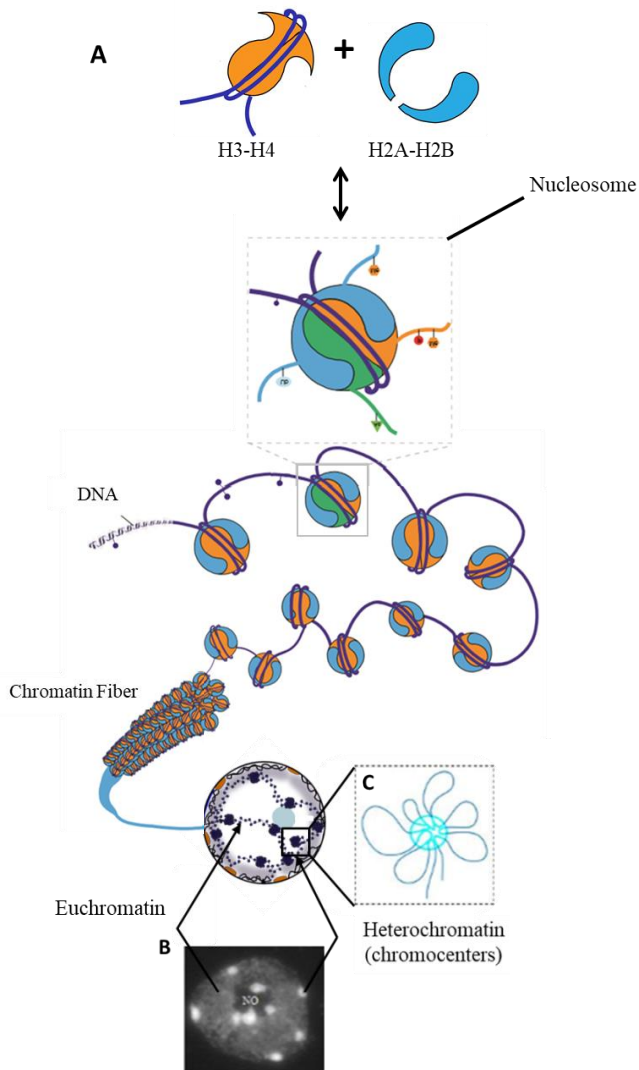 A
+
H3-H4
H2A-H2B
Nucleosome
DNA
Chromatin Fiber
C
Euchromatin
Heterochromatin
(chromocenters)
B
NO